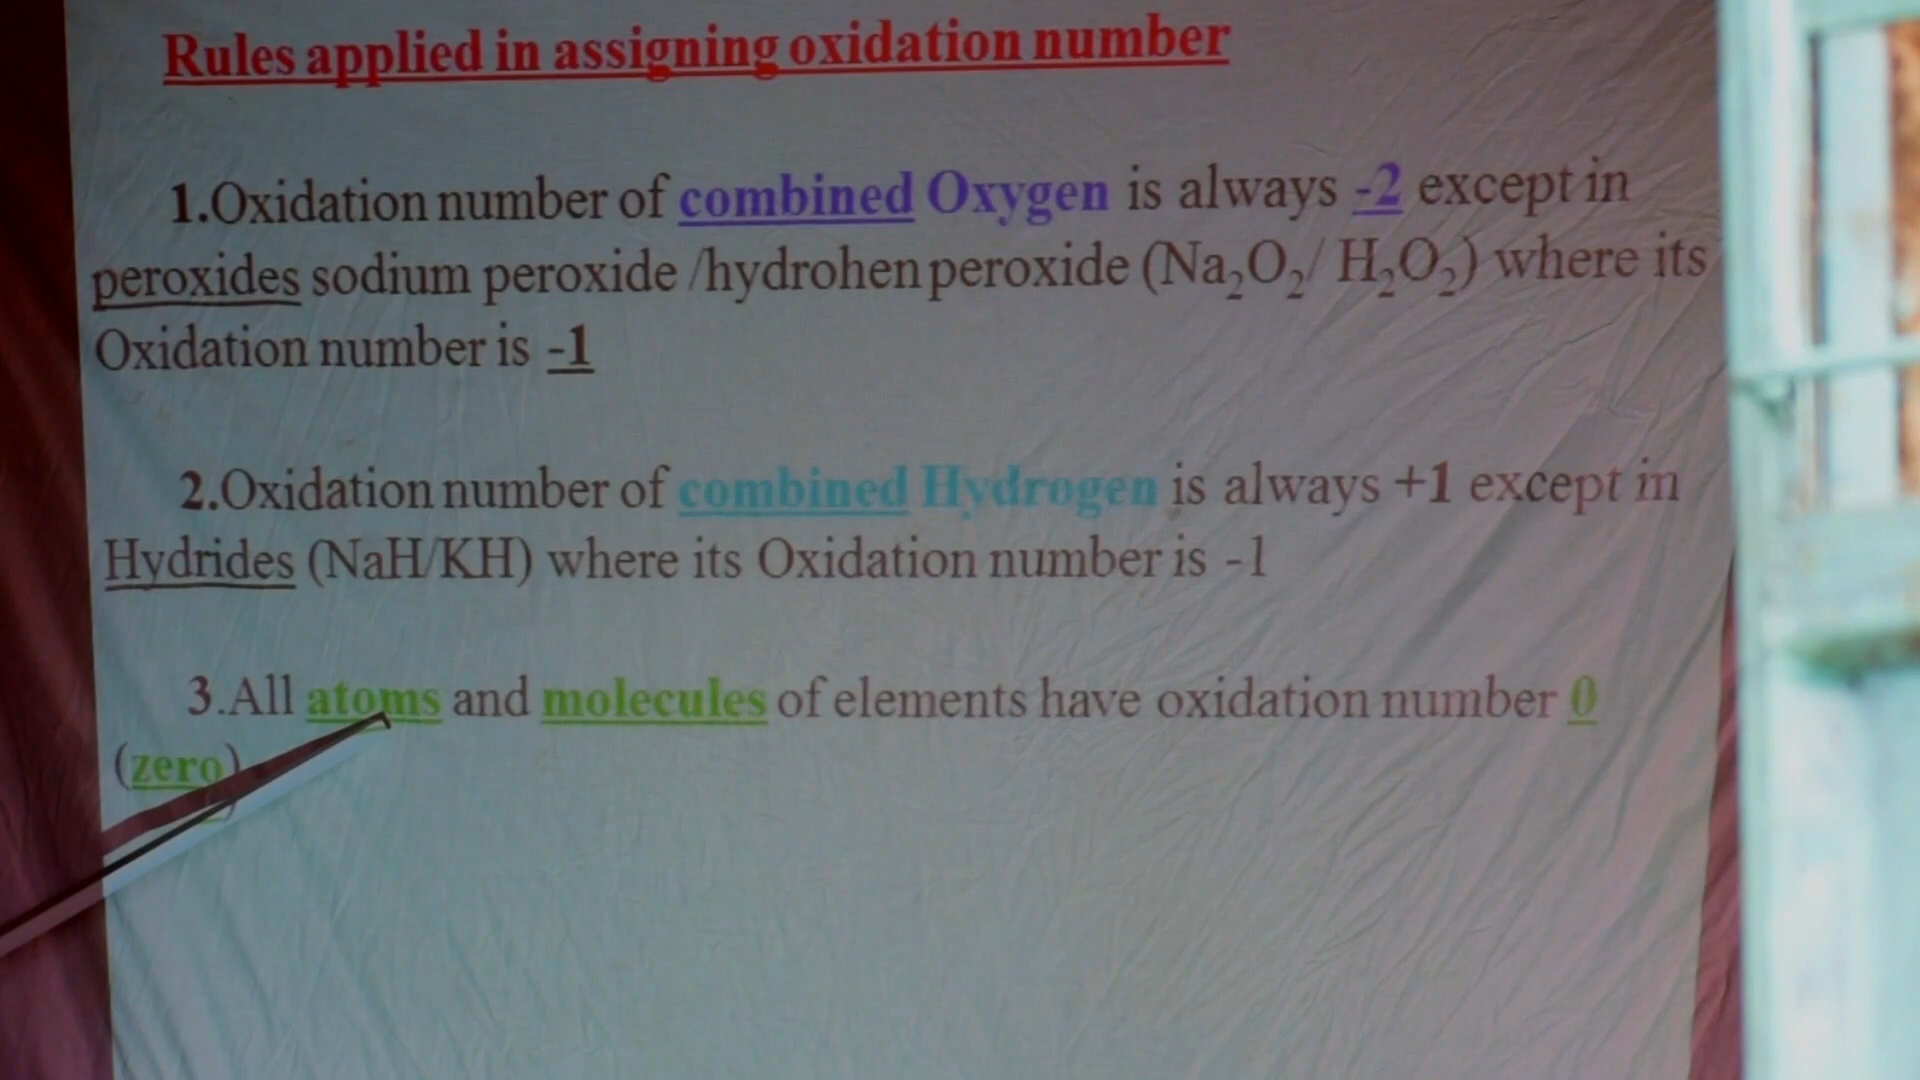 Rules applied in assigning oxidation number
1.Oxidation number of combined Oxygen is always -2 except in
peroxides sodium peroxide /hydrohen peroxide (Na₂O₂/ H₂O₂) where its
Oxidation number is -1
2.Oxidation number of combined Hydrogen is always +1 except in
Hydrides (NaH/KH) where its Oxidation number is -1
3.All atoms and molecules of elements have oxidation number 0
(zero)